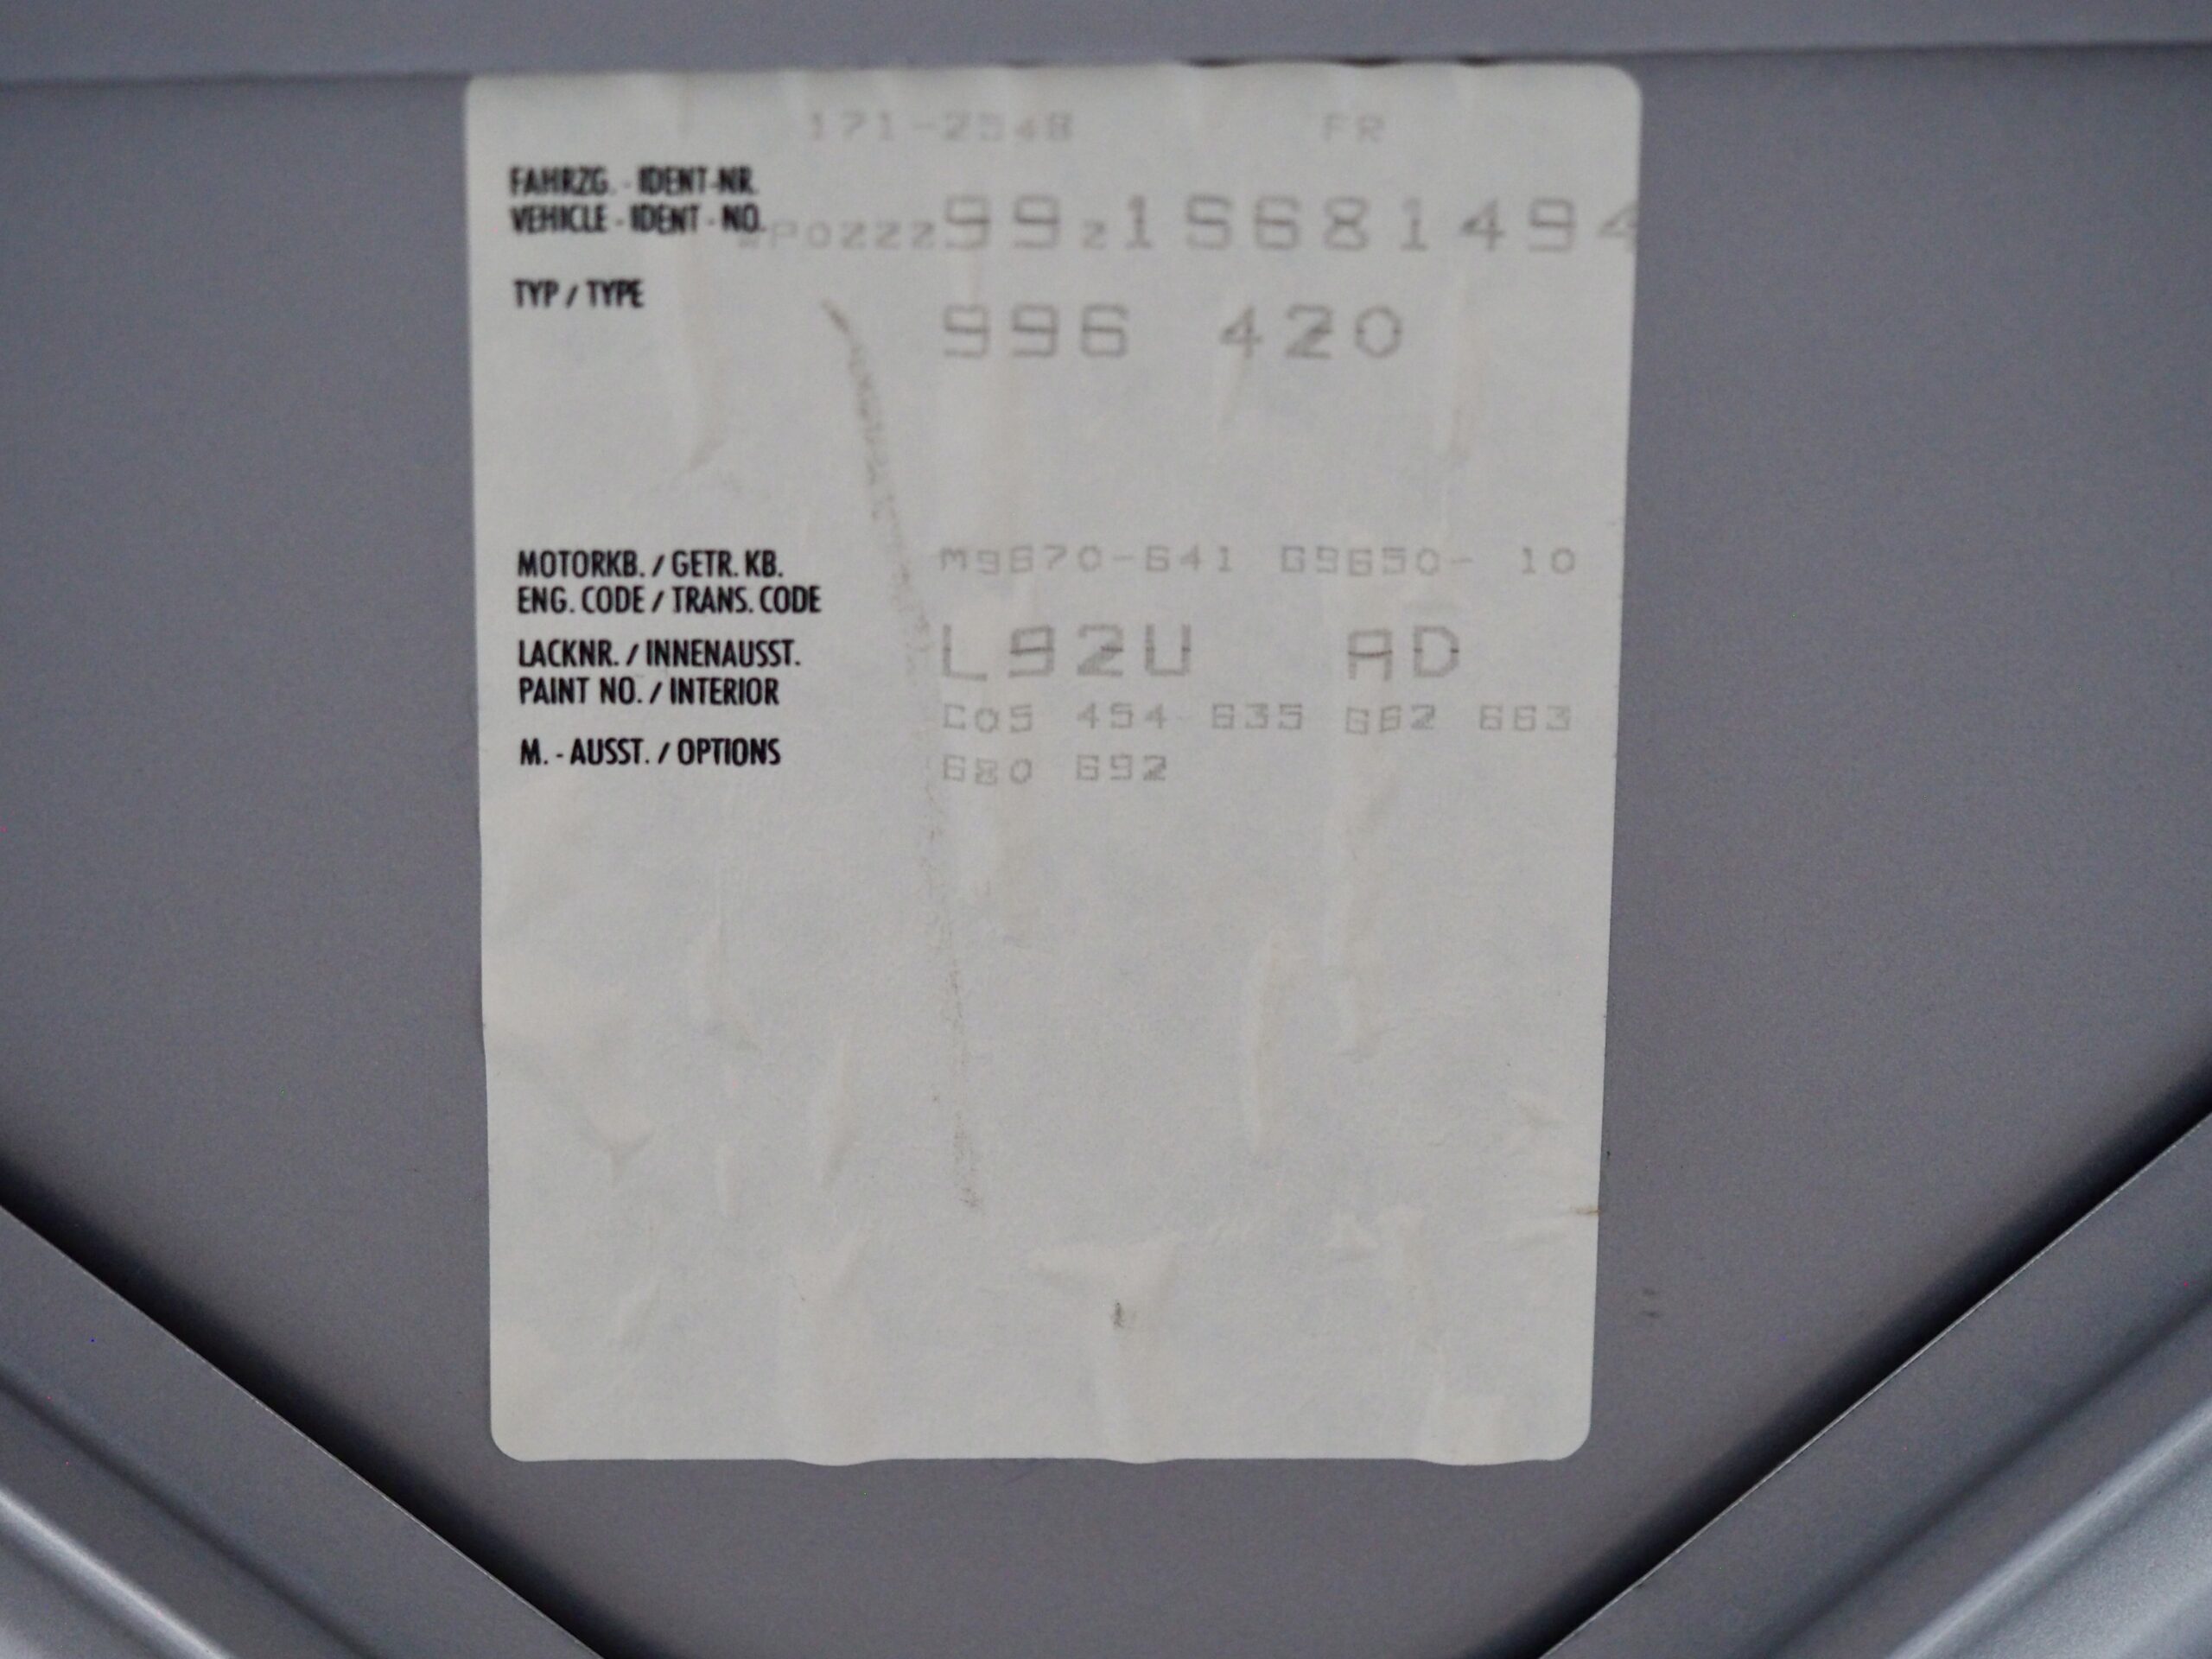 171-2548 FR
FAHRZG. - IDENT-NR.
VEHICLE - IDENT - NO. WP0ZZZ99Z1S681494
TYP / TYPE 996 420
MOTORKB. / GETR. KB. M9670-641 G9650- 10
ENG. CODE / TRANS. CODE
LACKNR. / INNENAUSST. L92U AD
PAINT NO. / INTERIOR
C05 454 635 662 663
M. - AUSST. / OPTIONS 680 692